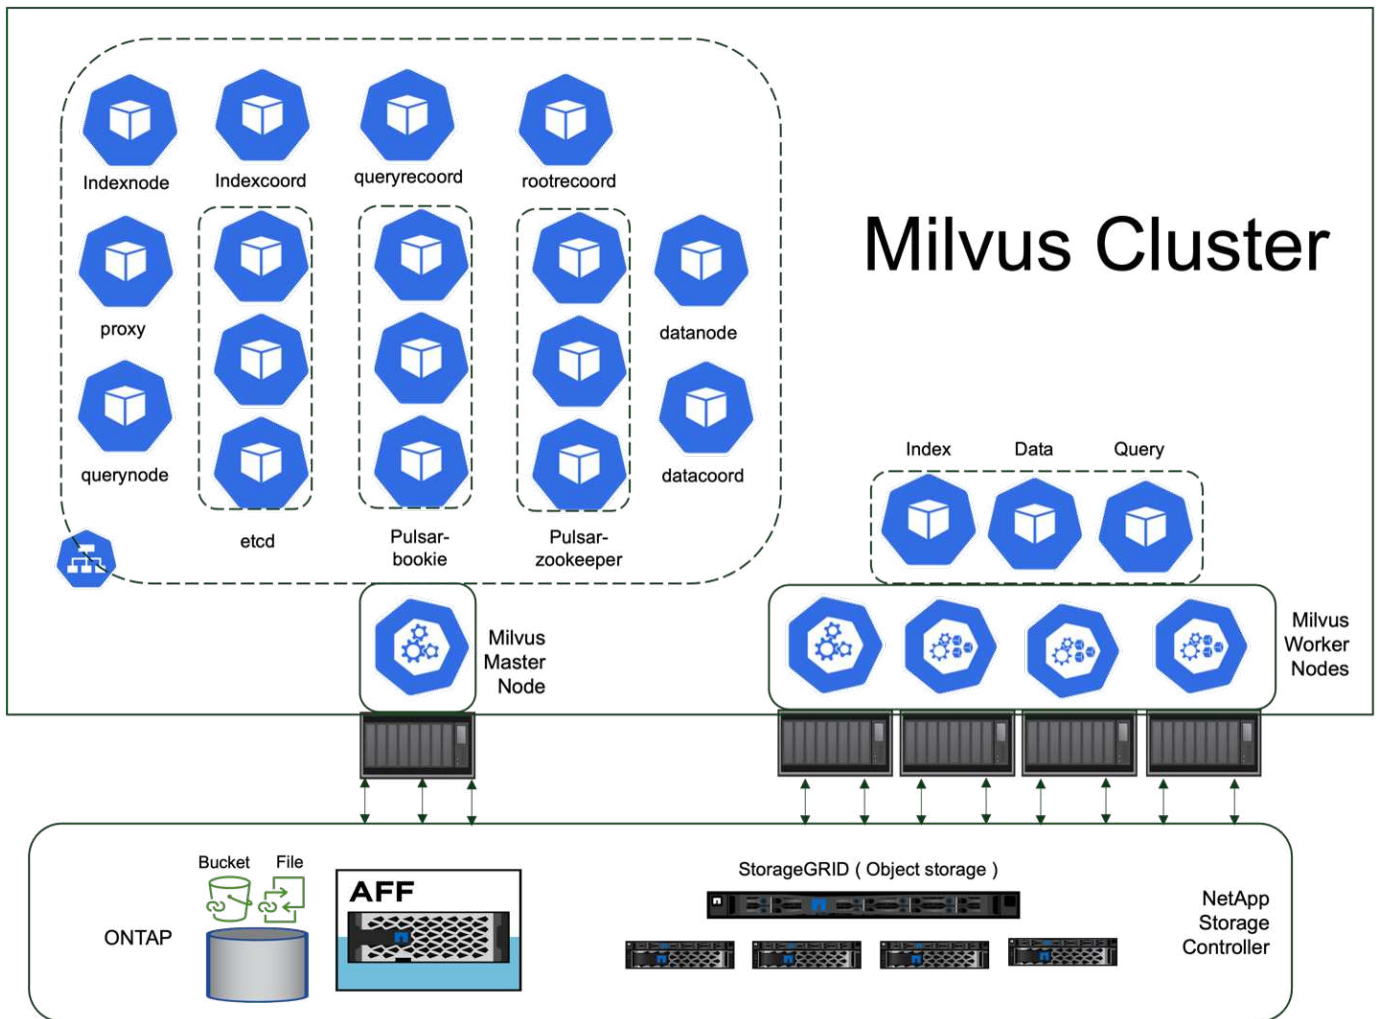 Indexnode
Indexcoord
queryrecoord
rootrecoord
proxy
datanode
querynode
datacoord
etcd
Pulsar-
bookie
Pulsar-
zookeeper
Milvus Cluster
Index
Data
Query
Milvus
Master
Node
Milvus
Worker
Nodes
Bucket
File
ONTAP
AFF
StorageGRID ( Object storage )
NetApp
Storage
Controller